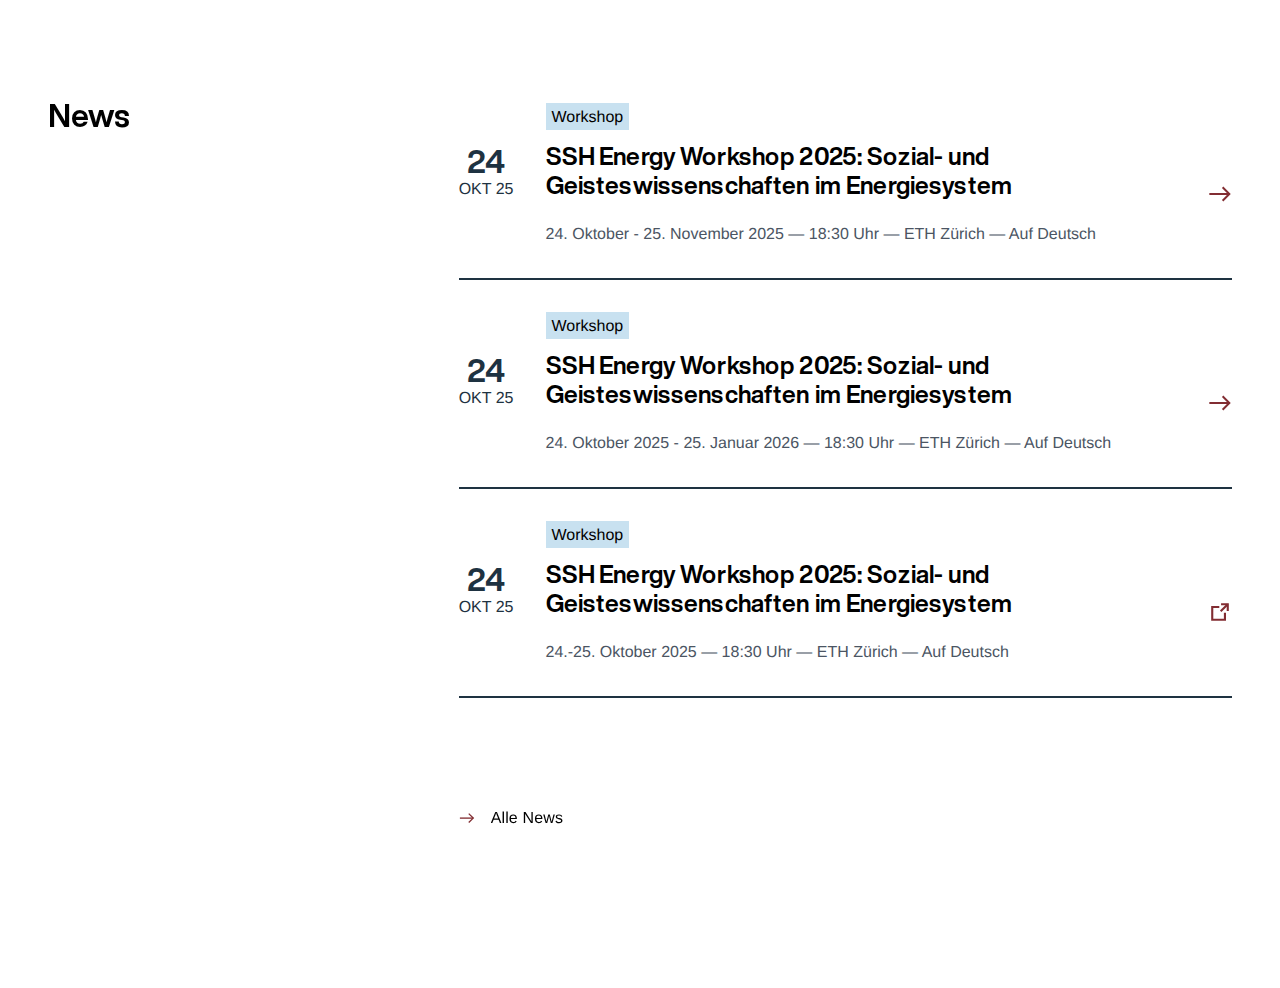 News
Workshop
24
OKT 25
SSH Energy Workshop 2025: Sozial- und
Geisteswissenschaften im Energiesystem
24. Oktober - 25. November 2025 — 18:30 Uhr — ETH Zürich — Auf Deutsch
Workshop
24
OKT 25
SSH Energy Workshop 2025: Sozial- und
Geisteswissenschaften im Energiesystem
24. Oktober 2025 - 25. Januar 2026 — 18:30 Uhr — ETH Zürich — Auf Deutsch
Workshop
24
OKT 25
SSH Energy Workshop 2025: Sozial- und
Geisteswissenschaften im Energiesystem
24.-25. Oktober 2025 — 18:30 Uhr — ETH Zürich — Auf Deutsch
Alle News